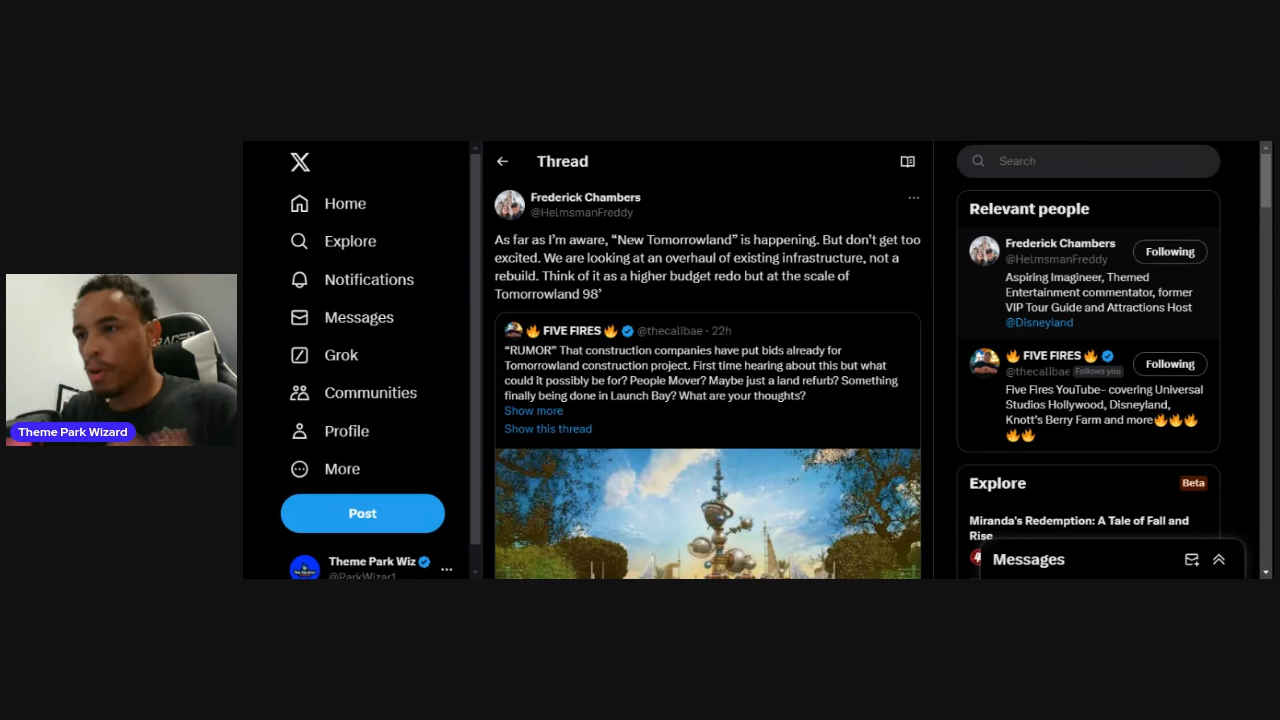 X
Home
Explore
Notifications
Messages
Grok
Communities
Profile
More
Post
Theme Park Wiz
@ParkWizar1
Theme Park Wizard
Thread
Frederick Chambers
@HelmsmanFreddy
As far as I’m aware, “New Tomorrowland” is happening. But don’t get too
excited. We are looking at an overhaul of existing infrastructure, not a
rebuild. Think of it as a higher budget redo but at the scale of
Tomorrowland 98’
🔥 FIVE FIRES 🔥 @thecalibae · 22h
“RUMOR” That construction companies have put bids already for
Tomorrowland construction project. First time hearing about this but what
could it possibly be for? People Mover? Maybe just a land refurb? Something
finally being done in Launch Bay? What are your thoughts?
Show more
Show this thread
Search
Relevant people
Frederick Chambers
@HelmsmanFreddy
Following
Aspiring Imagineer, Themed
Entertainment commentator, former
VIP Tour Guide and Attractions Host
@Disneyland
🔥 FIVE FIRES 🔥
@thecalibae Follows you
Following
Five Fires YouTube- covering Universal
Studios Hollywood, Disneyland,
Knott’s Berry Farm and more🔥🔥🔥
🔥🔥
Explore
Beta
Miranda’s Redemption: A Tale of Fall and
Rise
Messages